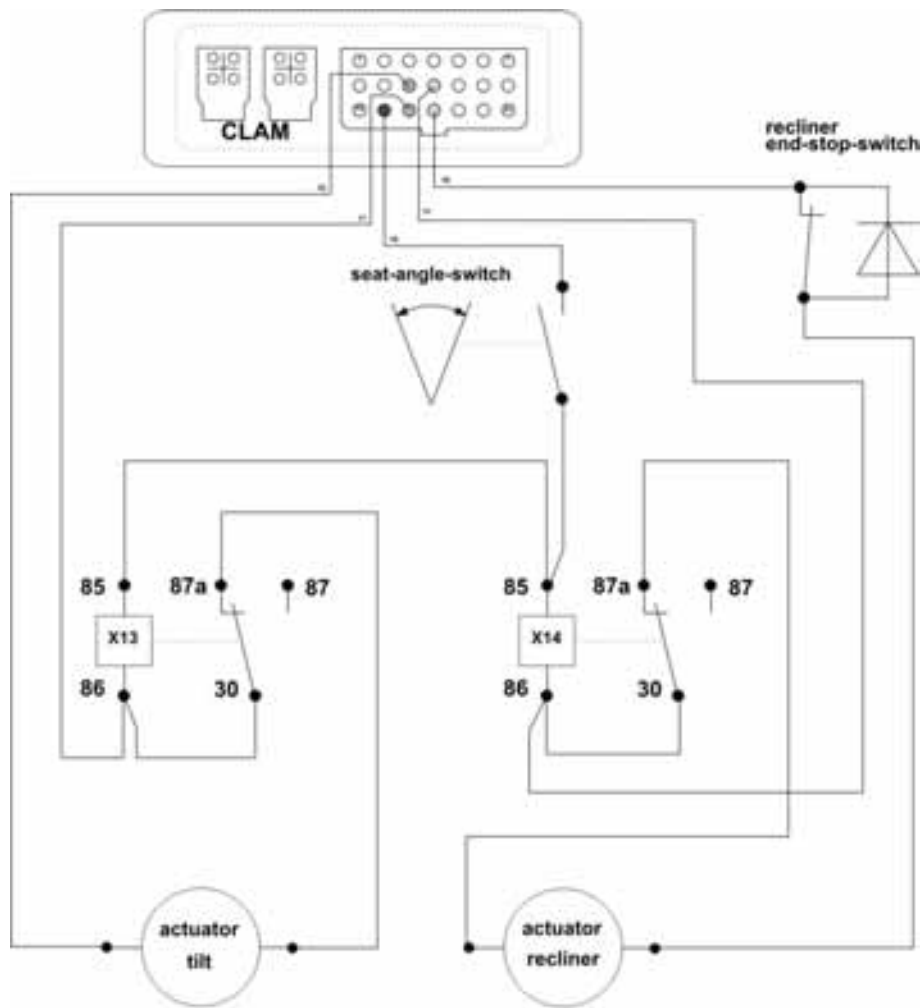 CLAM
recliner
end-stop-switch
seat-angle-switch
85
87a
87
X13
86
30
85
87a
87
X14
86
30
actuator
tilt
actuator
recliner